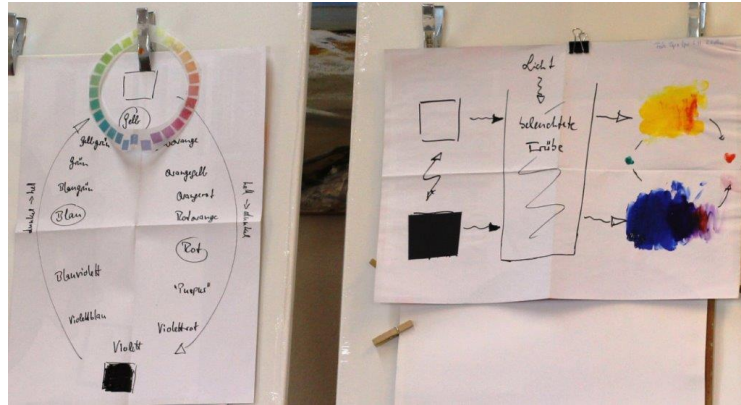 Gelb
Gelbgrün
Grün
Blaugrün
Blau
Blauviolett
Violettblau
Violett
Orangegelb
Orangerot
Rotorange
Rot
"Purpur"
Violettrot
dunkel → hell
hell → dunkel
Licht
beleuchtete
Trübe